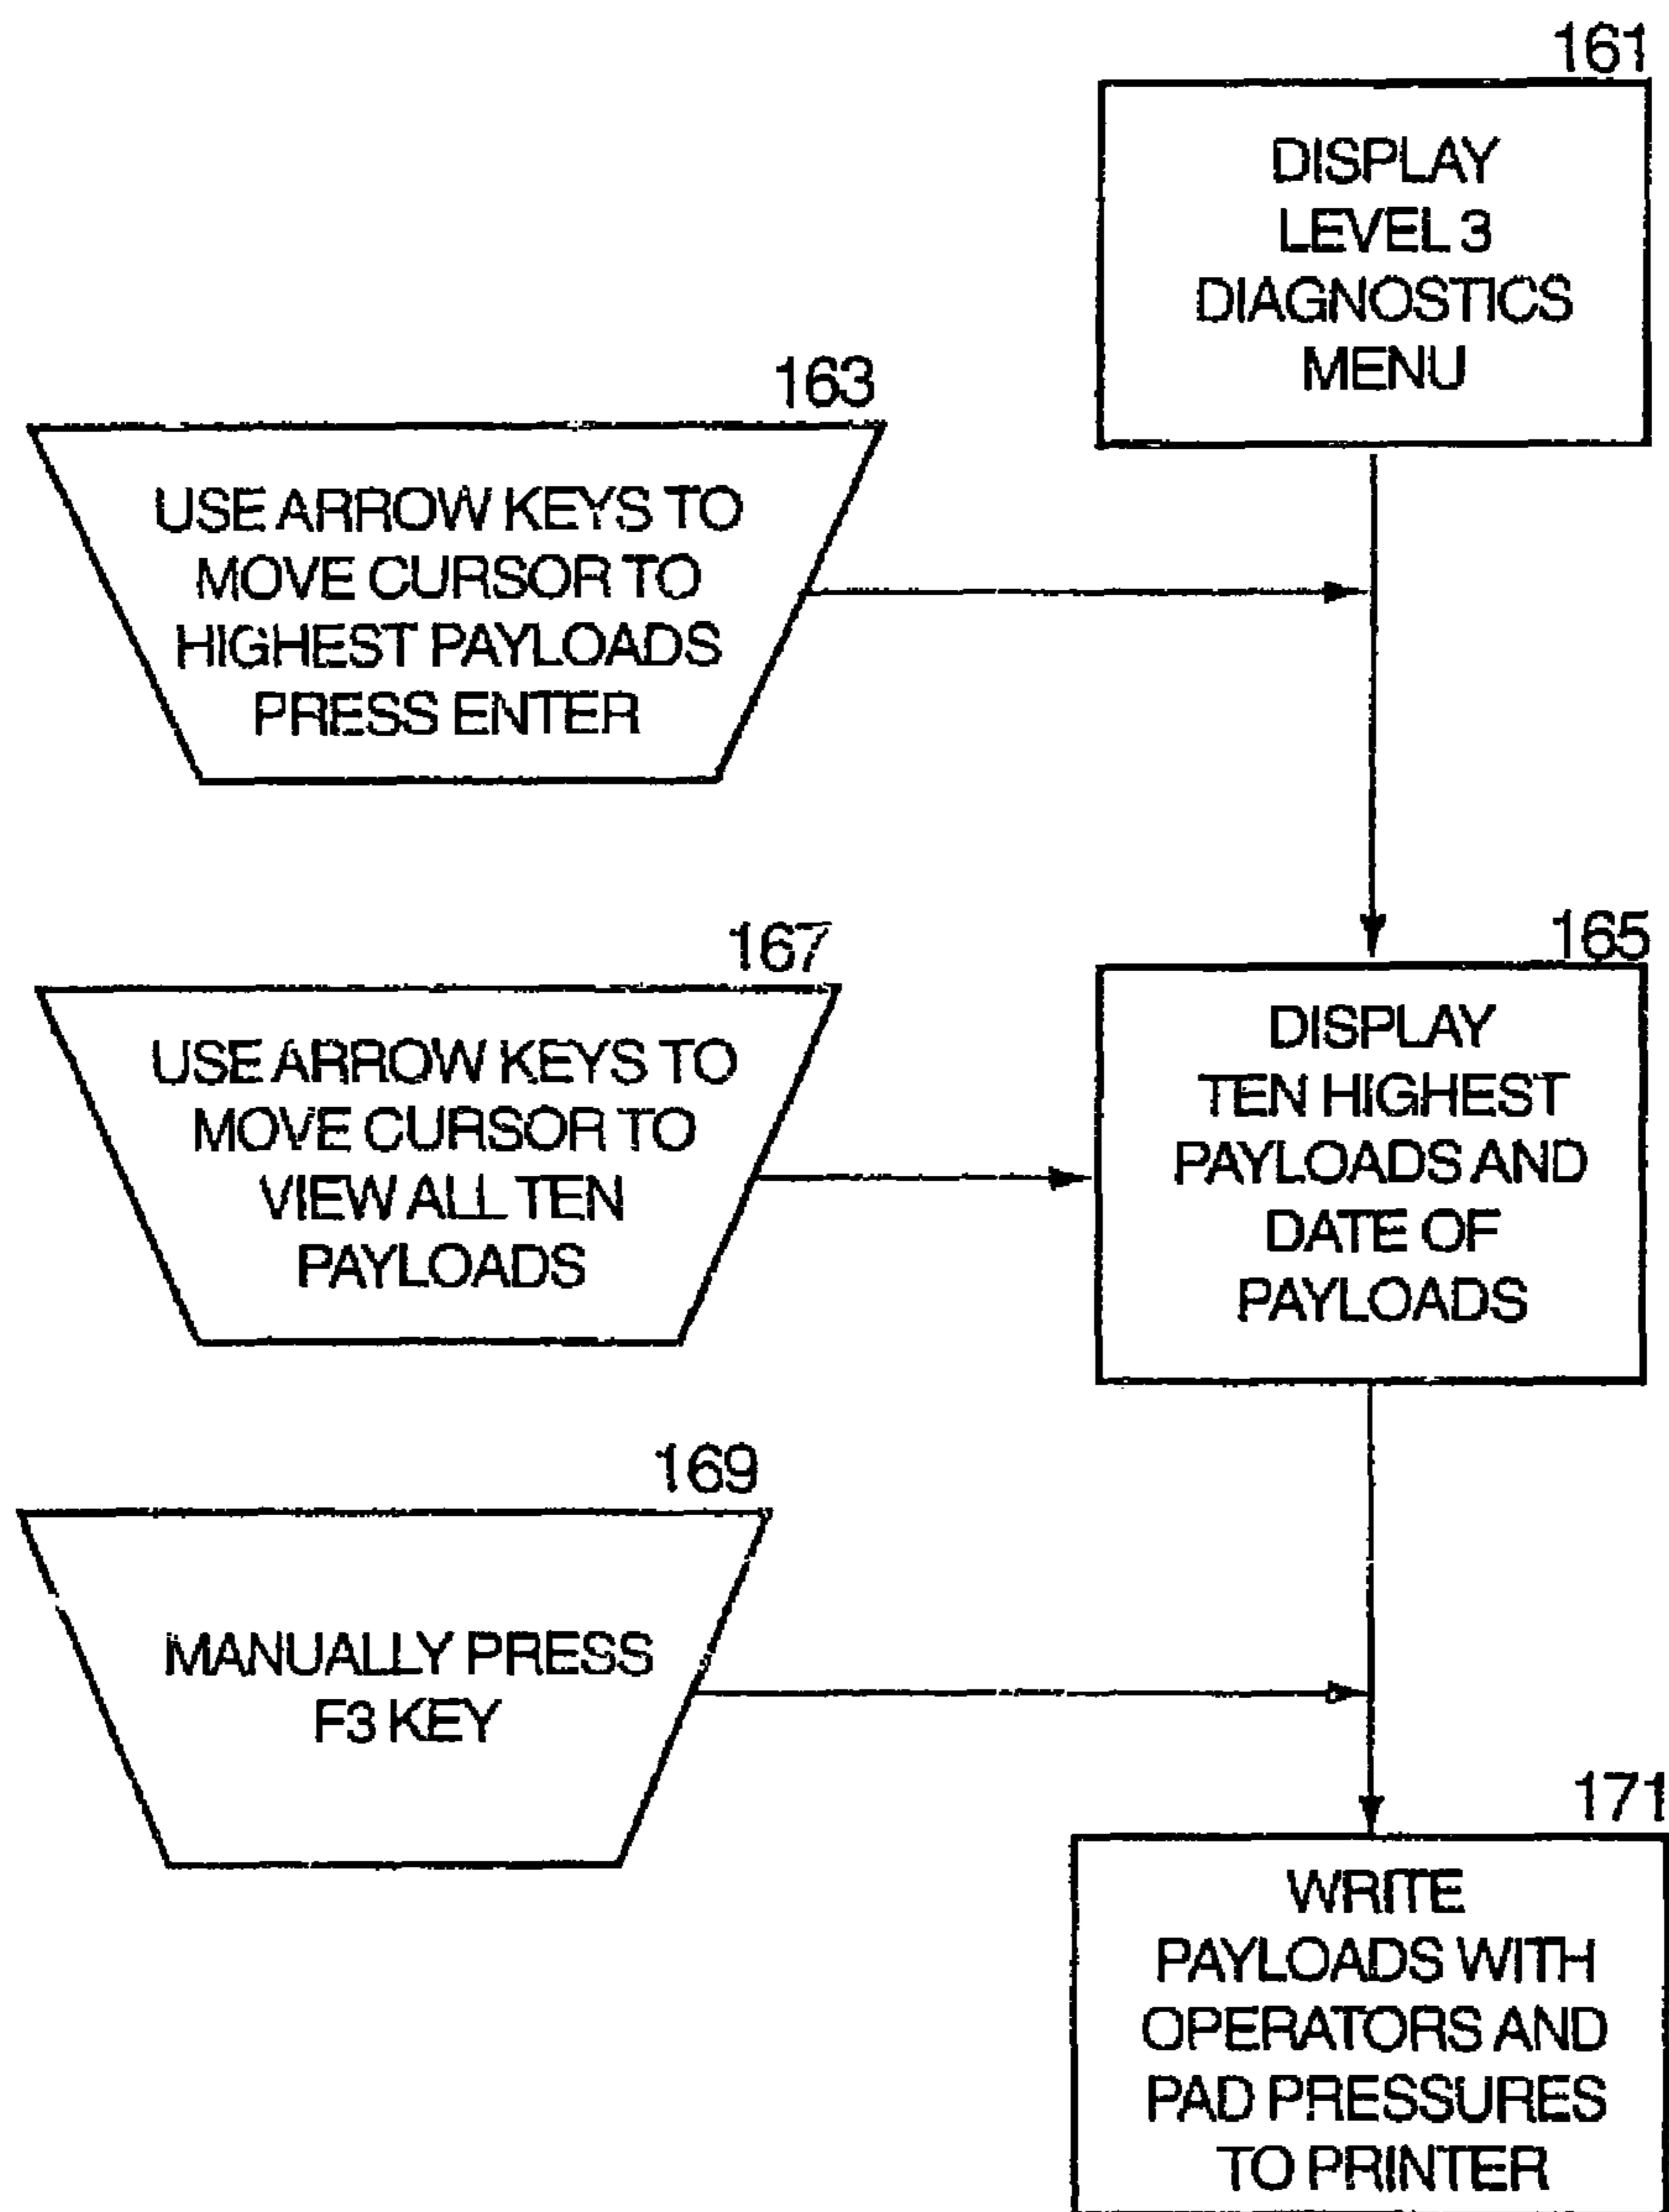 161
DISPLAY
LEVEL 3
DIAGNOSTICS
MENU
163
USE ARROW KEYS TO
MOVE CURSOR TO
HIGHEST PAYLOADS
PRESS ENTER
165
DISPLAY
TEN HIGHEST
PAYLOADS AND
DATE OF
PAYLOADS
167
USE ARROW KEYS TO
MOVE CURSOR TO
VIEW ALL TEN
PAYLOADS
169
MANUALLY PRESS
F3 KEY
171
WRITE
PAYLOADS WITH
OPERATORS AND
PAD PRESSURES
TO PRINTER